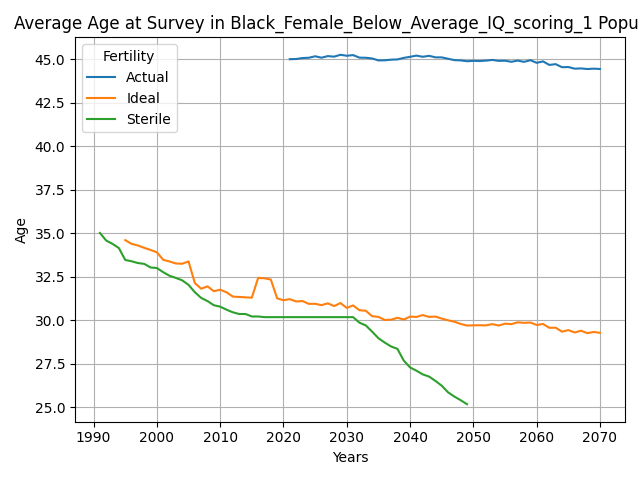 Average Age at Survey in Black_Female_Below_Average_IQ_scoring_1 Popu
Fertility
Actual
Ideal
Sterile
Age
45.0
42.5
40.0
37.5
35.0
32.5
30.0
27.5
25.0
1990 2000 2010 2020 2030 2040 2050 2060 2070
Years